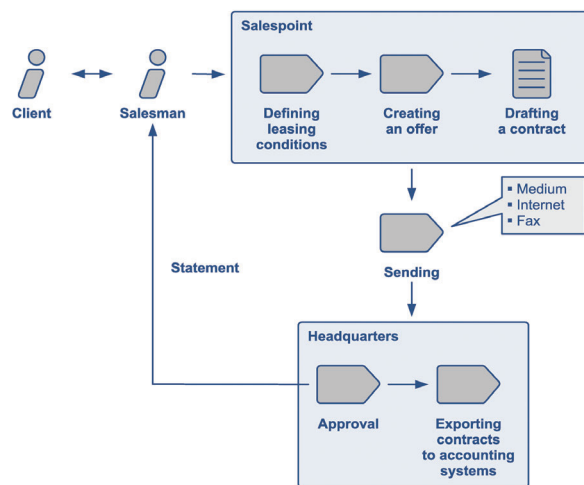 Salespoint
Client
Salesman
Defining
leasing
conditions
Creating
an offer
Drafting
a contract
▪ Medium
▪ Internet
▪ Fax
Sending
Statement
Headquarters
Approval
Exporting
contracts
to accounting
systems